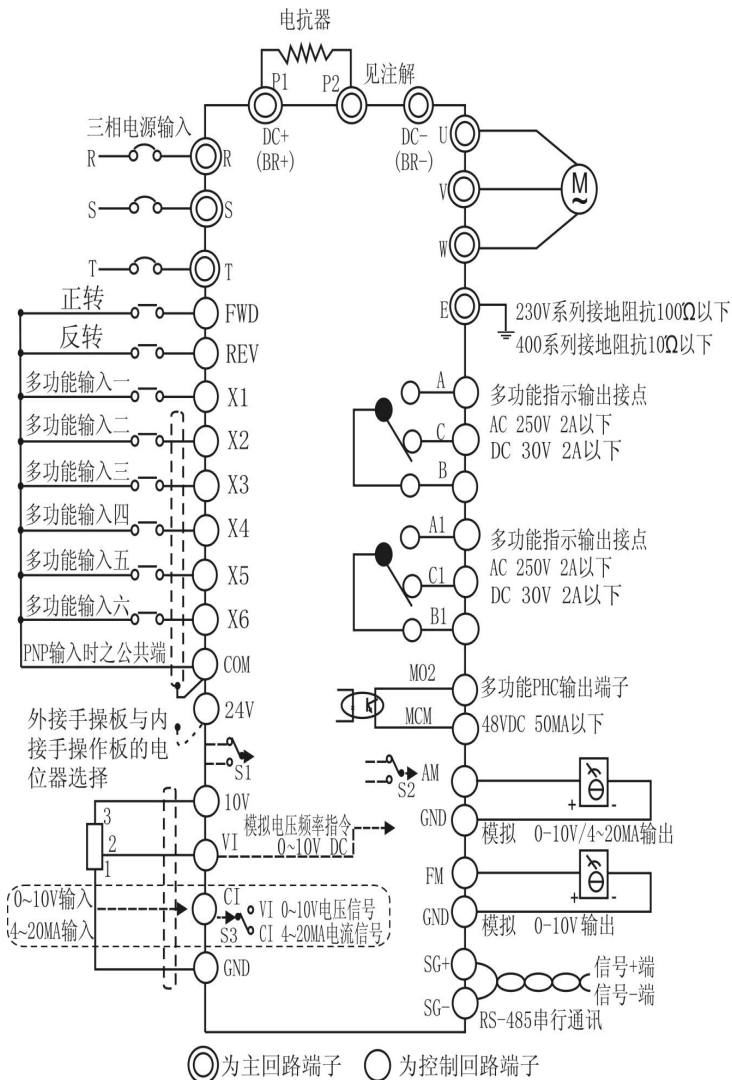 电抗器
P1
P2
见注解
三相电源输入
DC+
(BR+)
DC-
(BR-)
U
R
R
V
M
~
S
S
W
T
T
正转
FWD
E
230V系列接地阻抗100Ω以下
反转
REV
400系列接地阻抗10Ω以下
多功能输入一
X1
A
多功能指示输出接点
多功能输入二
X2
C
AC 250V 2A以下
DC 30V 2A以下
多功能输入三
X3
B
多功能输入四
X4
A1
多功能指示输出接点
多功能输入五
X5
C1
AC 250V 2A以下
DC 30V 2A以下
多功能输入六
X6
B1
PNP输入时之公共端
COM
MO2
多功能PHC输出端子
24V
MCM
48VDC 50MA以下
外接手操板与内
接手操作板的电
位器选择
S1
S2
AM
10V
3
2
1
VI
模拟电压频率指令
0~10V DC
+
-
GND
模拟 0-10V/4~20MA输出
FM
0~10V输入
4~20MA输入
CI
S3
VI 0~10V电压信号
CI 4~20MA电流信号
+
-
GND
模拟 0-10V输出
GND
SG+
信号+端
信号-端
SG-
RS-485串行通讯
为主回路端子
为控制回路端子